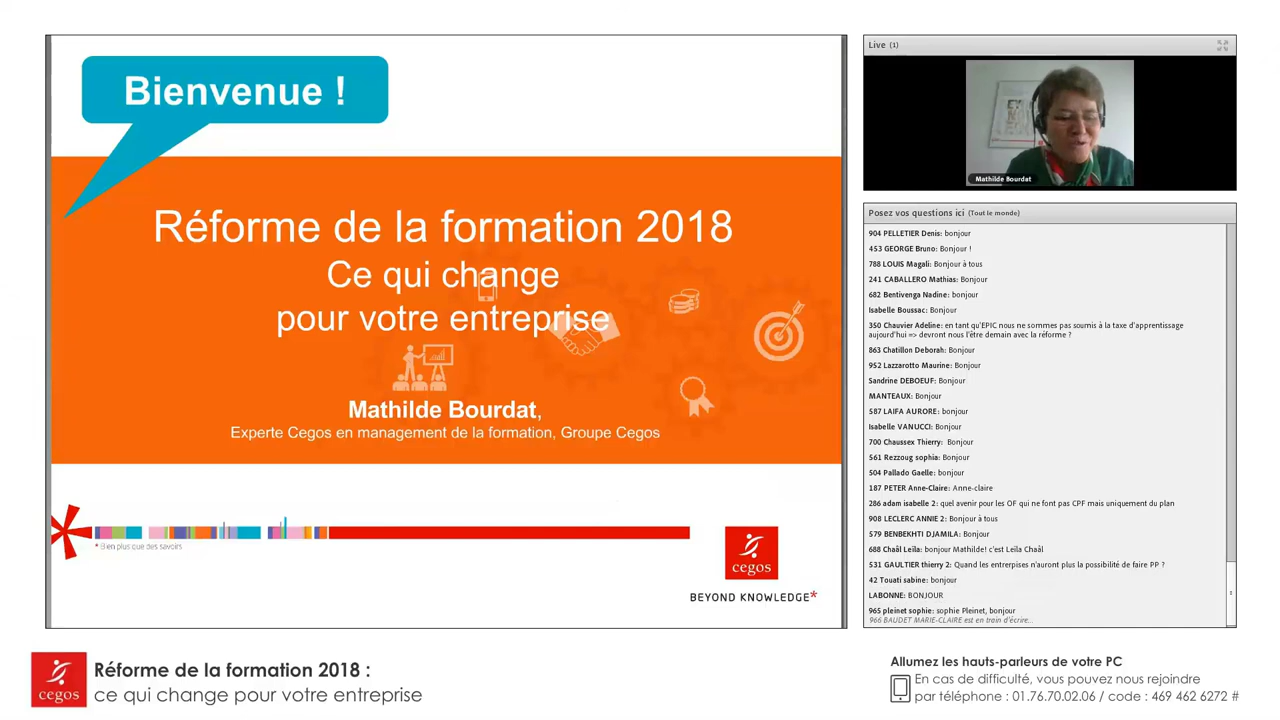 Bienvenue !
Réforme de la formation 2018
Ce qui change
pour votre entreprise
Mathilde Bourdat,
Experte Cegos en management de la formation, Groupe Cegos
* Bien plus que des savoirs
cegos
BEYOND KNOWLEDGE*
Live (1)
Mathilde Bourdat
Posez vos questions ici (Tout le monde)
904 PELLETIER Denis: bonjour
453 GEORGE Bruno: Bonjour !
788 LOUIS Magali: Bonjour à tous
241 CABALLERO Mathias: Bonjour
682 Bentivenga Nadine: bonjour
Isabelle Boussac: Bonjour
350 Chauvier Adeline: en tant qu'EPIC nous ne sommes pas soumis à la taxe d'apprentissage
aujourd'hui => devront nous l'être demain avec la réforme ?
863 Chatillon Deborah: Bonjour
952 Lazzarotto Maurine: Bonjour
Sandrine DEBOEUF: Bonjour
MANTEAUX: Bonjour
587 LAIFA AURORE: bonjour
Isabelle VANUCCI: Bonjour
700 Chaussex Thierry: Bonjour
561 Rezzoug sophia: Bonjour
504 Pallado Gaelle: bonjour
187 PETER Anne-Claire: Anne-claire
286 adam isabelle 2: quel avenir pour les OF qui ne font pas CPF mais uniquement du plan
908 LECLERC ANNIE 2: Bonjour à tous
579 BENBEKHTI DJAMILA: Bonjour
688 Chaâl Leïla: bonjour Mathilde! c'est Leïla Chaâl
531 GAULTIER thierry 2: Quand les entrerpises n'auront plus la possibilité de faire PP ?
42 Touati sabine: bonjour
LABONNE: BONJOUR
965 pleinet sophie: sophie Pleinet, bonjour
966 BAUDET MARIE-CLAIRE est en train d'écrire...
cegos
Réforme de la formation 2018 :
ce qui change pour votre entreprise
Allumez les hauts-parleurs de votre PC
En cas de difficulté, vous pouvez nous rejoindre
par téléphone : 01.76.70.02.06 / code : 469 462 6272 #